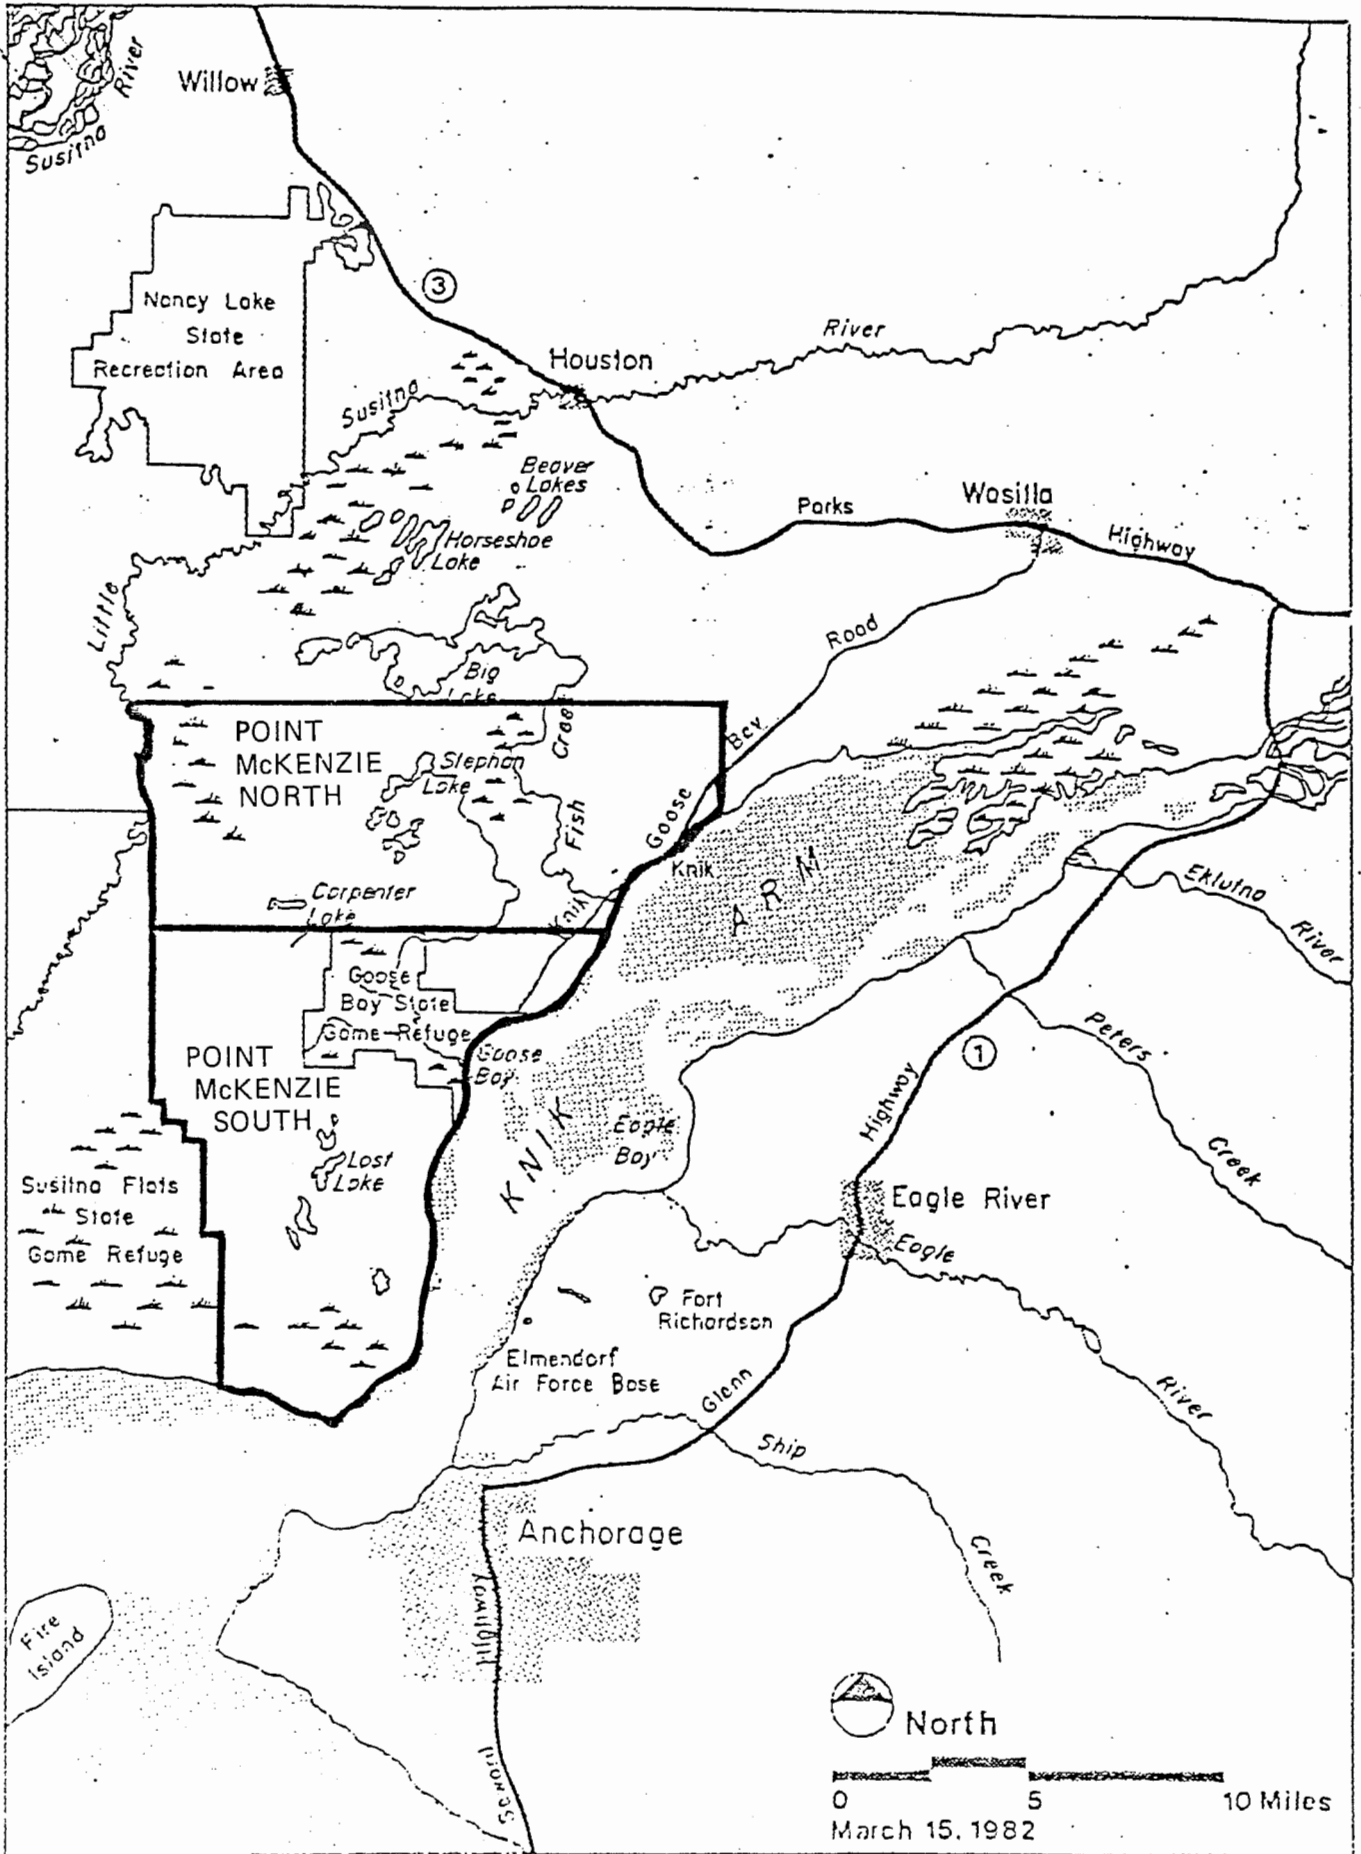 Willow
River
Susitna
3
Nancy Lake
State
Recreation Area
River
Houston
Susitna
Beaver
Lakes
Horseshoe
Lake
Parks
Wasilla
Highway
Little
Road
Big
Lake
Bay
POINT
McKENZIE
NORTH
Creek
Stephan
Lake
Goose
Fish
Knik
ARM
Eklutna
River
Carpenter
Lake
Knik
Goose
Bay State
Game Refuge
Goose
Bay
POINT
McKENZIE
SOUTH
1
Peters
Creek
Highway
KNIK
Eagle
Bay
Lost
Lake
Susitna Flats
State
Game Refuge
Eagle River
Eagle
River
Fort
Richardson
Elmendorf
Air Force Base
Glenn
Ship
Creek
Anchorage
Fire
Island
Seward
North
0 5 10 Miles
March 15, 1982